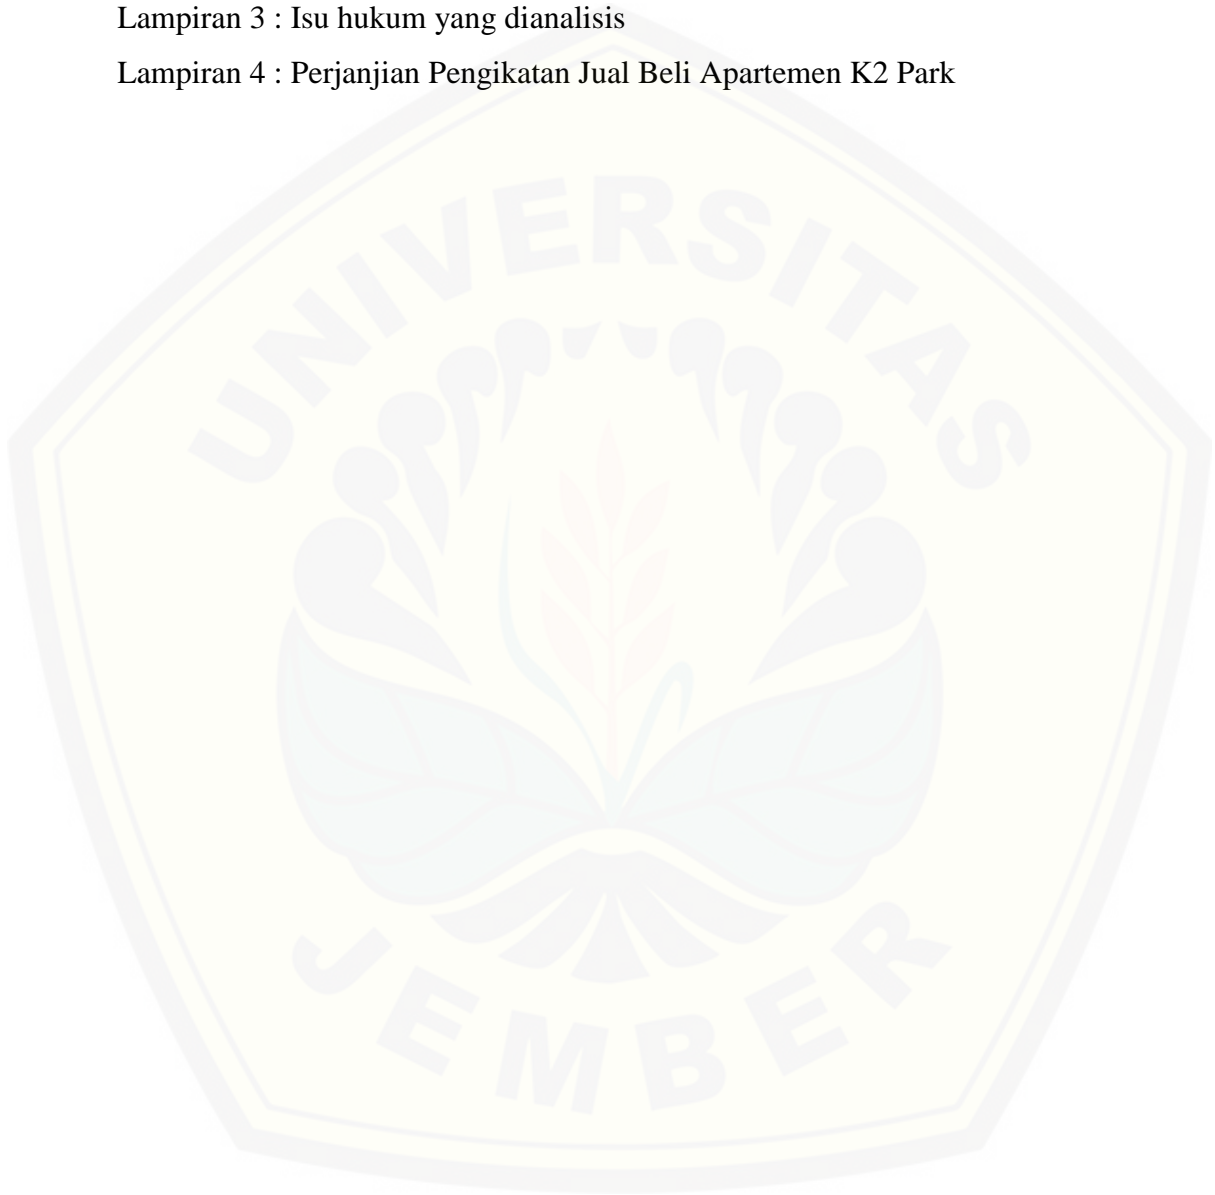 Lampiran 3 : Isu hukum yang dianalisis
Lampiran 4 : Perjanjian Pengikatan Jual Beli Apartemen K2 Park
UNIVERSITAS
JEMBER